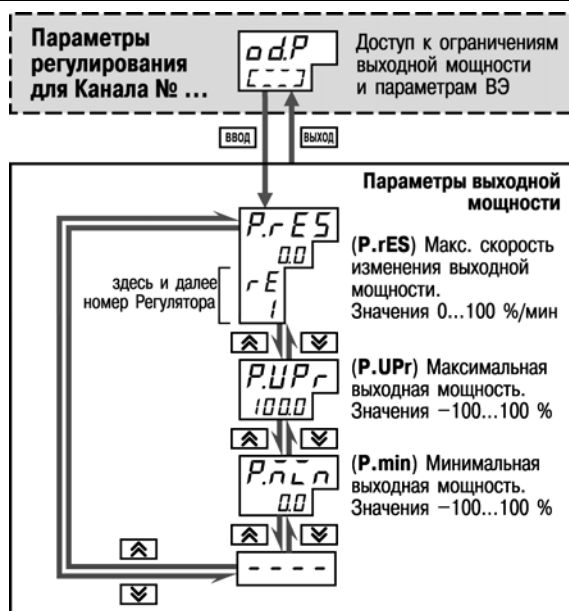 Параметры
регулирования
для Канала № ...
od.P
[---]
Доступ к ограничениям
выходной мощности
и параметрам ВЭ
ВВОД
ВЫХОД
Параметры выходной
мощности
P.rES
0.0
rE
1
здесь и далее
номер Регулятора
(P.rES) Макс. скорость
изменения выходной
мощности.
Значения 0...100 %/мин
P.UPr
100.0
(P.UPr) Максимальная
выходная мощность.
Значения −100...100 %
P.min
0.0
(P.min) Минимальная
выходная мощность.
Значения −100...100 %
- - - -